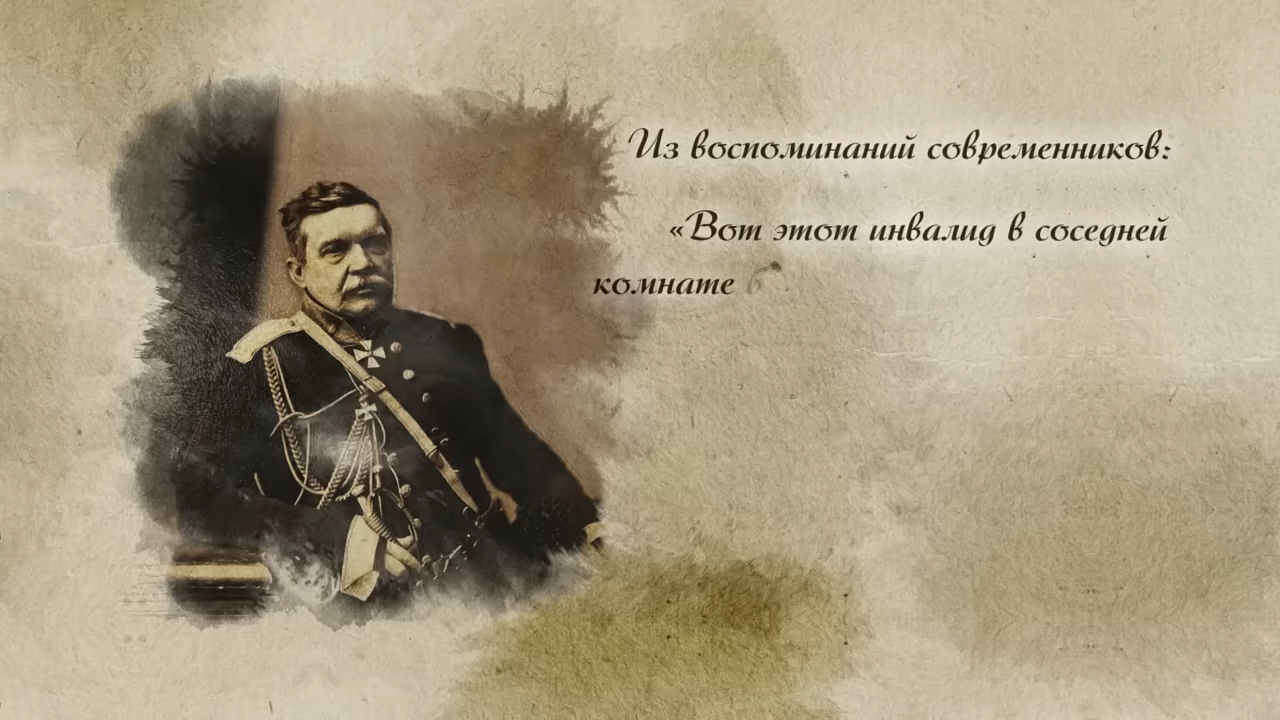 Из воспоминаний современников:
«Вот этот инвалид в соседней
комнате